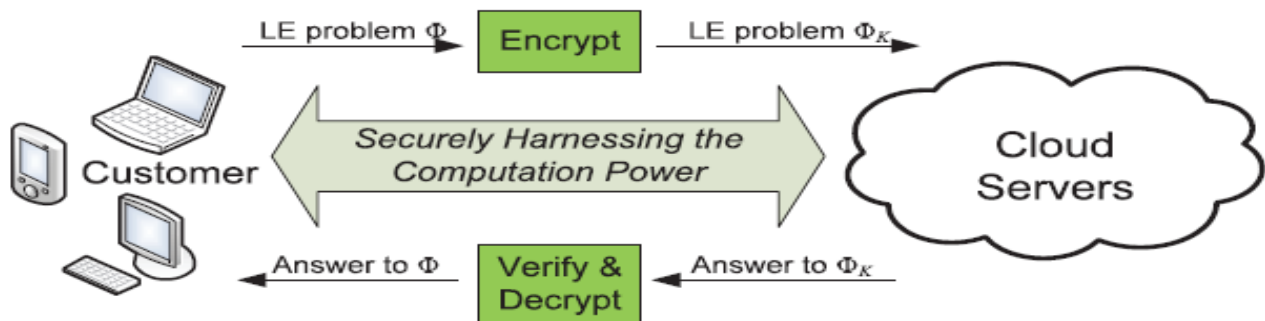 LE problem Φ
Encrypt
LE problem Φ_K
Customer
Securely Harnessing the
Computation Power
Cloud
Servers
Answer to Φ
Verify &
Decrypt
Answer to Φ_K